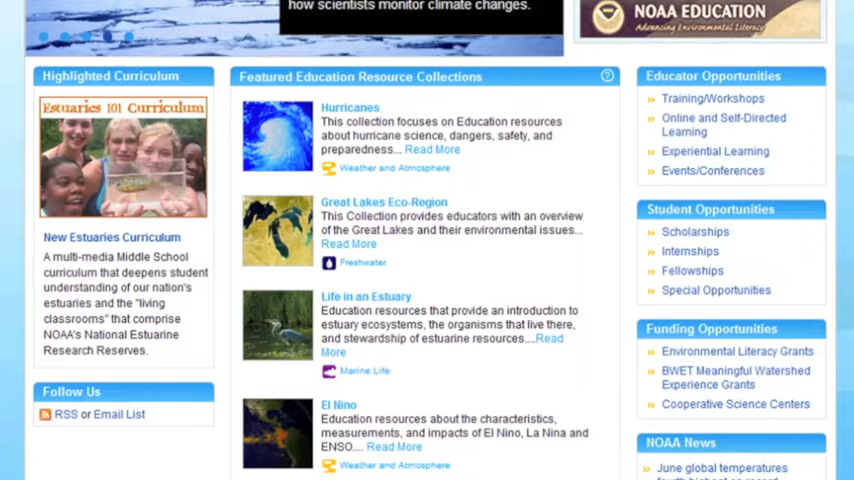 how scientists monitor climate changes.
NOAA EDUCATION
Advancing Environmental Literacy
Highlighted Curriculum
Estuaries 101 Curriculum
New Estuaries Curriculum
A multi-media Middle School
curriculum that deepens student
understanding of our nation's
estuaries and the "living
classrooms" that comprise
NOAA's National Estuarine
Research Reserves.
Follow Us
RSS or Email List
Featured Education Resource Collections
?
Hurricanes
This collection focuses on Education resources
about hurricane science, dangers, safety, and
preparedness... Read More
Weather and Atmosphere
Great Lakes Eco-Region
This Collection provides educators with an overview
of the Great Lakes and their environmental issues...
Read More
Freshwater
Life in an Estuary
Education resources that provide an introduction to
estuary ecosystems, the organisms that live there,
and stewardship of estuarine resources....Read
More
Marine Life
El Nino
Education resources about the characteristics,
measurements, and impacts of El Nino, La Nina and
ENSO.... Read More
Weather and Atmosphere
Educator Opportunities
Training/Workshops
Online and Self-Directed
Learning
Experiential Learning
Events/Conferences
Student Opportunities
Scholarships
Internships
Fellowships
Special Opportunities
Funding Opportunities
Environmental Literacy Grants
BWET Meaningful Watershed
Experience Grants
Cooperative Science Centers
NOAA News
June global temperatures
fourth highest on record